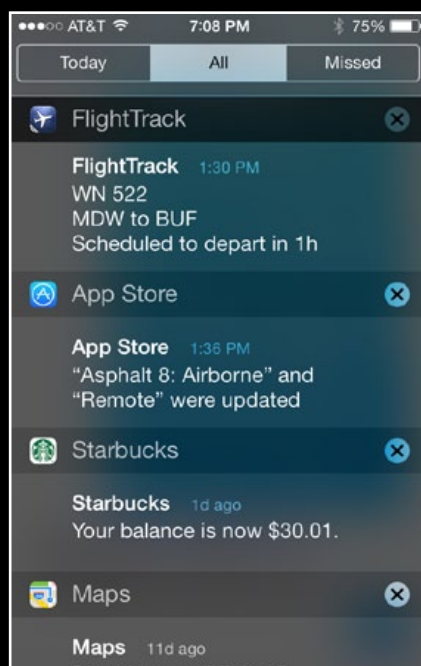 AT&T 7:08 PM 75%
Today All Missed
FlightTrack
FlightTrack 1:30 PM
WN 522
MDW to BUF
Scheduled to depart in 1h
App Store
App Store 1:36 PM
“Asphalt 8: Airborne” and
“Remote” were updated
Starbucks
Starbucks 1d ago
Your balance is now $30.01.
Maps
Maps 11d ago